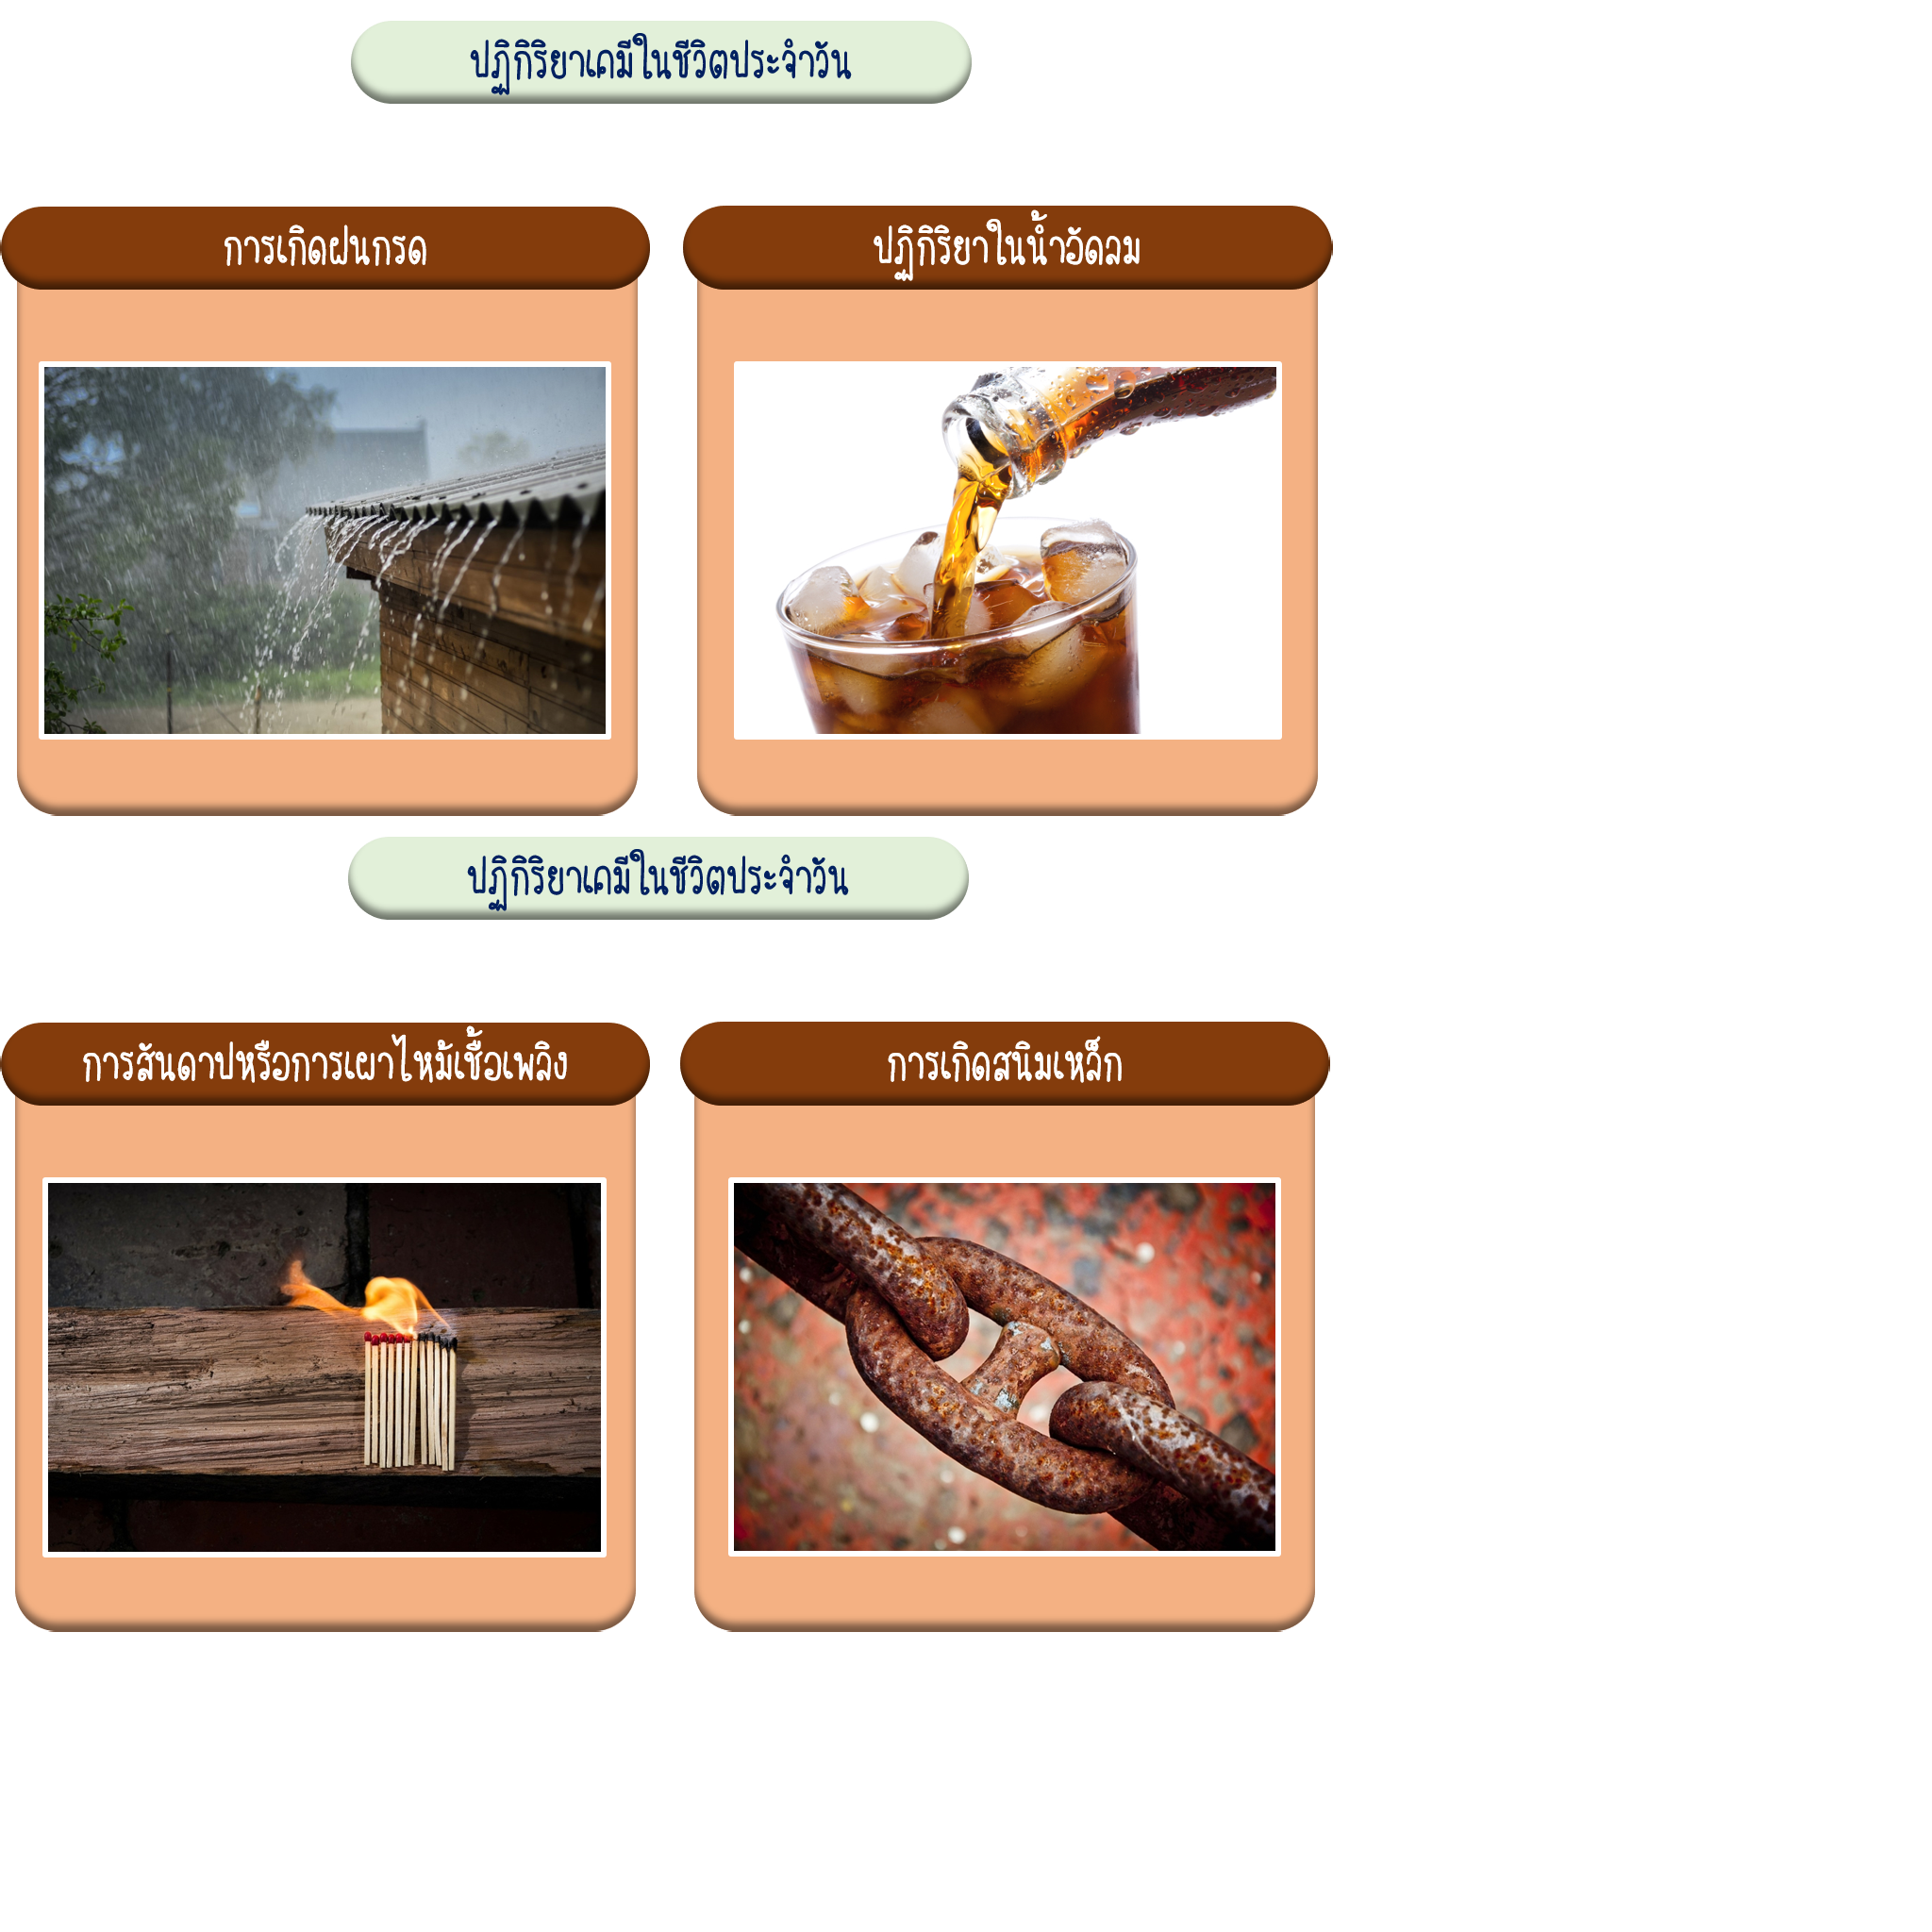 ปฏิกิริยาเคมีในชีวิตประจำวัน
การเกิดฝนกรด
ปฏิกิริยาในน้ำอัดลม
ปฏิกิริยาเคมีในชีวิตประจำวัน
การสันดาปหรือการเผาไหม้เชื้อเพลิง
การเกิดสนิมเหล็ก